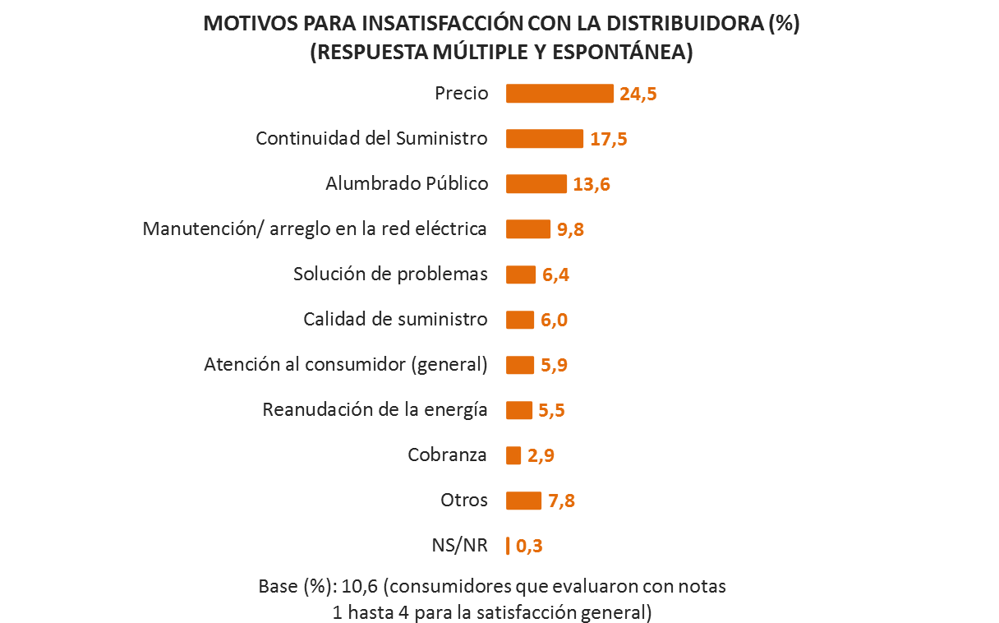 MOTIVOS PARA INSATISFACCIÓN CON LA DISTRIBUIDORA (%)
(RESPUESTA MÚLTIPLE Y ESPONTÁNEA)
Precio 24,5
Continuidad del Suministro 17,5
Alumbrado Público 13,6
Manutención/ arreglo en la red eléctrica 9,8
Solución de problemas 6,4
Calidad de suministro 6,0
Atención al consumidor (general) 5,9
Reanudación de la energía 5,5
Cobranza 2,9
Otros 7,8
NS/NR 0,3
Base (%): 10,6 (consumidores que evaluaron con notas
1 hasta 4 para la satisfacción general)